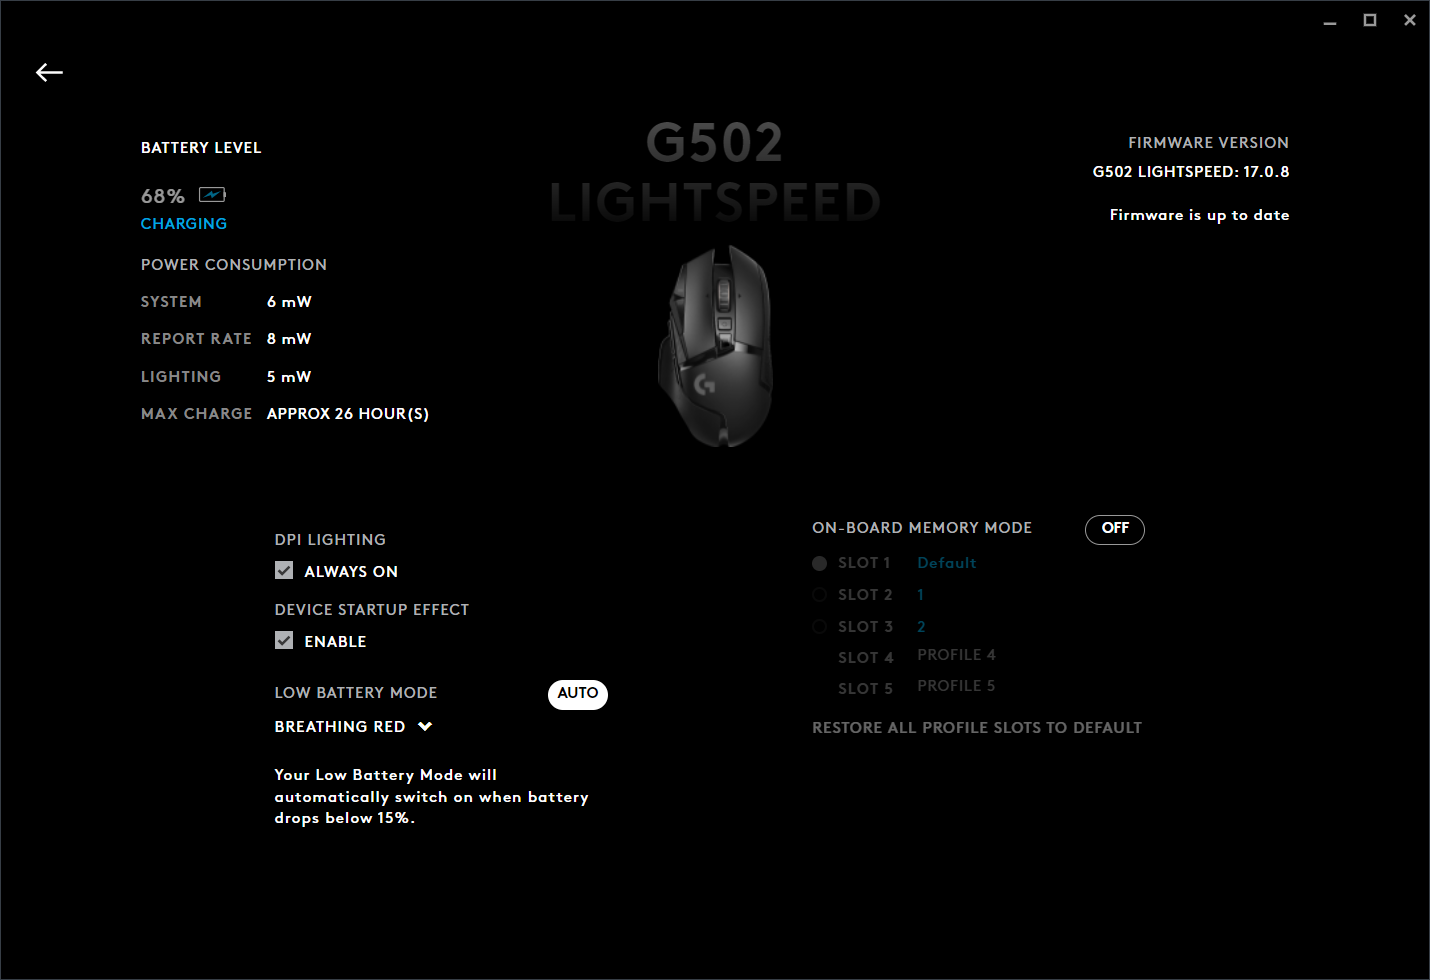 G502
LIGHTSPEED
BATTERY LEVEL
68%
CHARGING
POWER CONSUMPTION
SYSTEM 6 mW
REPORT RATE 8 mW
LIGHTING 5 mW
MAX CHARGE APPROX 26 HOUR(S)
FIRMWARE VERSION
G502 LIGHTSPEED: 17.0.8
Firmware is up to date
DPI LIGHTING
ALWAYS ON
DEVICE STARTUP EFFECT
ENABLE
LOW BATTERY MODE AUTO
BREATHING RED
Your Low Battery Mode will
automatically switch on when battery
drops below 15%.
ON-BOARD MEMORY MODE OFF
SLOT 1 Default
SLOT 2 1
SLOT 3 2
SLOT 4 PROFILE 4
SLOT 5 PROFILE 5
RESTORE ALL PROFILE SLOTS TO DEFAULT